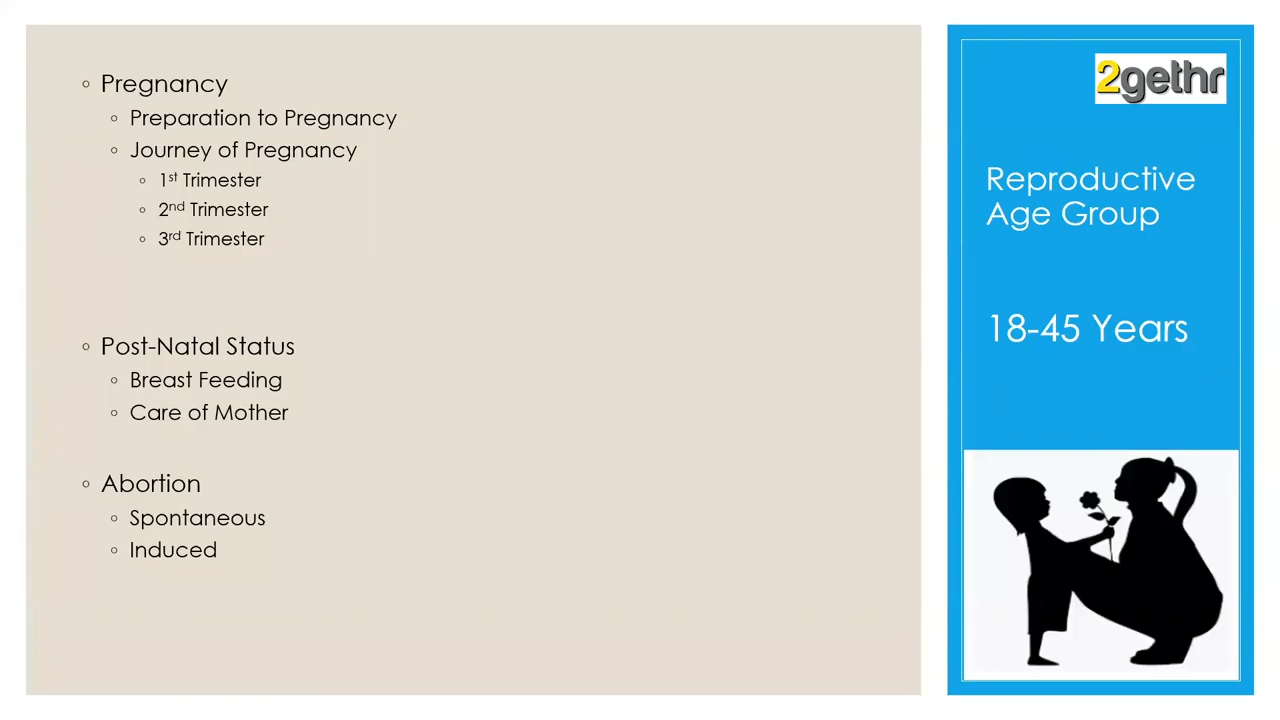 Pregnancy
Preparation to Pregnancy
Journey of Pregnancy
1st Trimester
2nd Trimester
3rd Trimester
Post-Natal Status
Breast Feeding
Care of Mother
Abortion
Spontaneous
Induced
2gethr
Reproductive
Age Group
18-45 Years